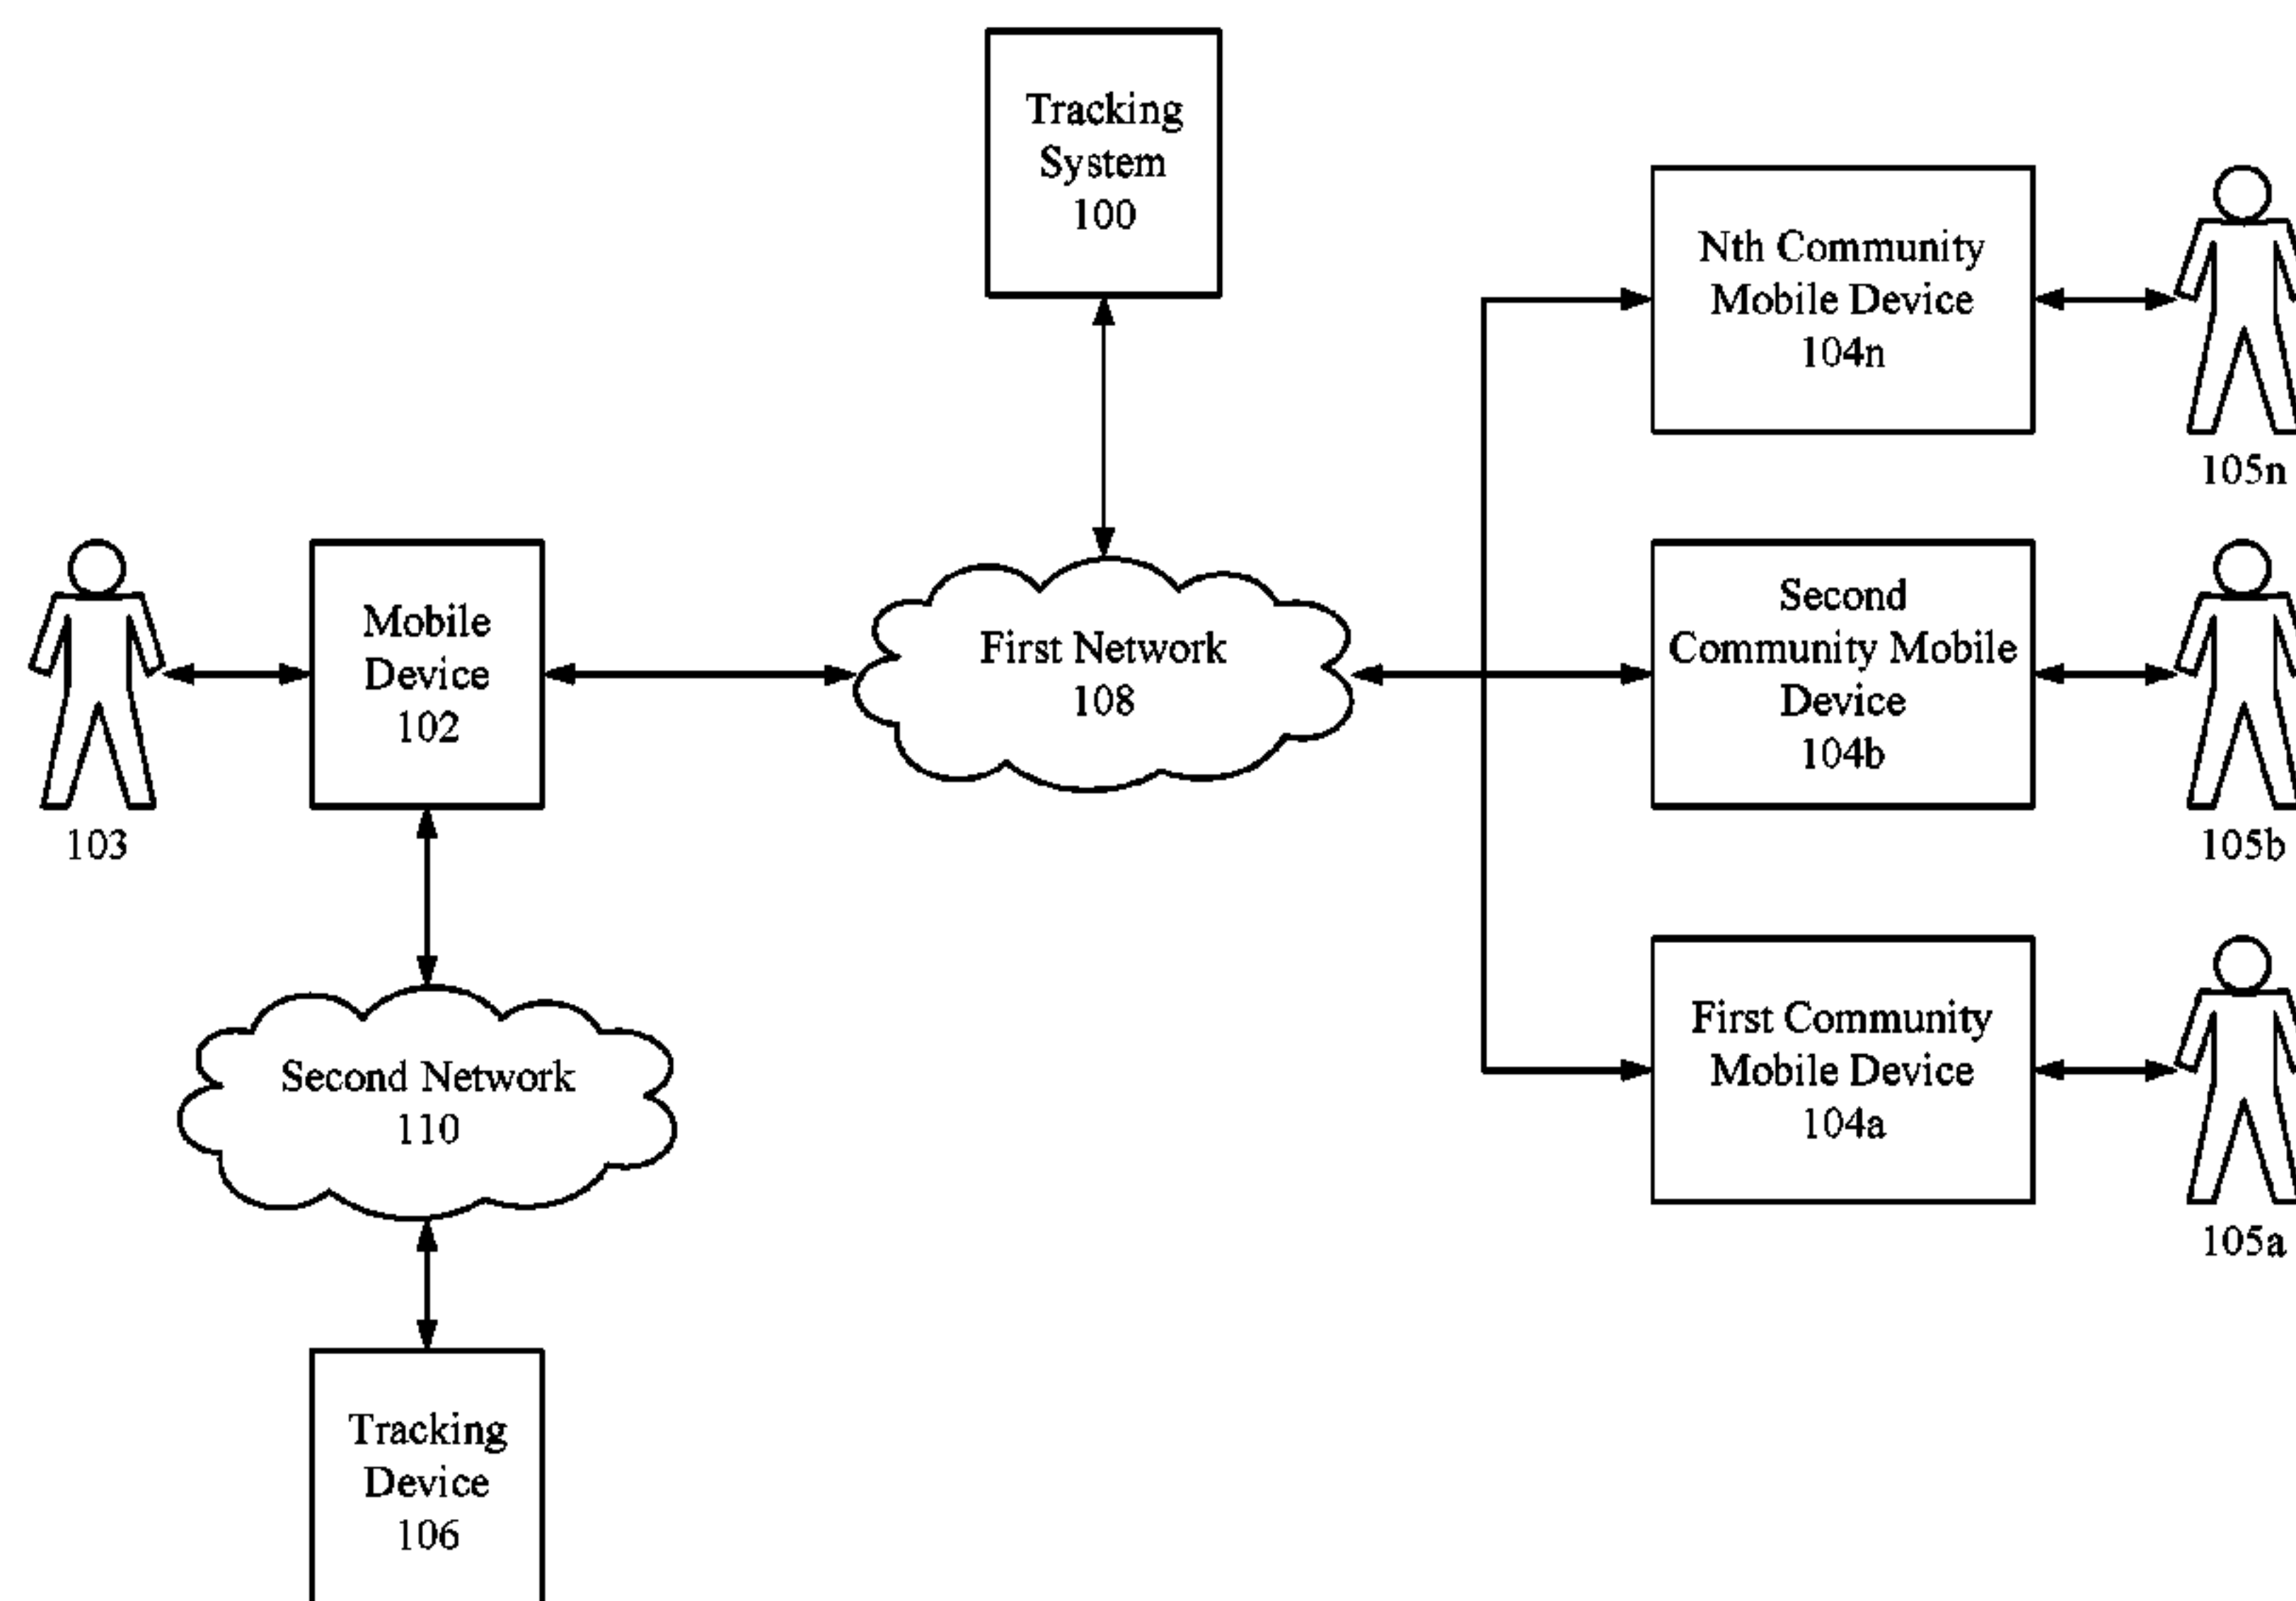 Tracking
System
100
Nth Community
Mobile Device
104n
105n
Mobile
Device
102
103
First Network
108
Second
Community Mobile
Device
104b
105b
Second Network
110
First Community
Mobile Device
104a
105a
Tracking
Device
106